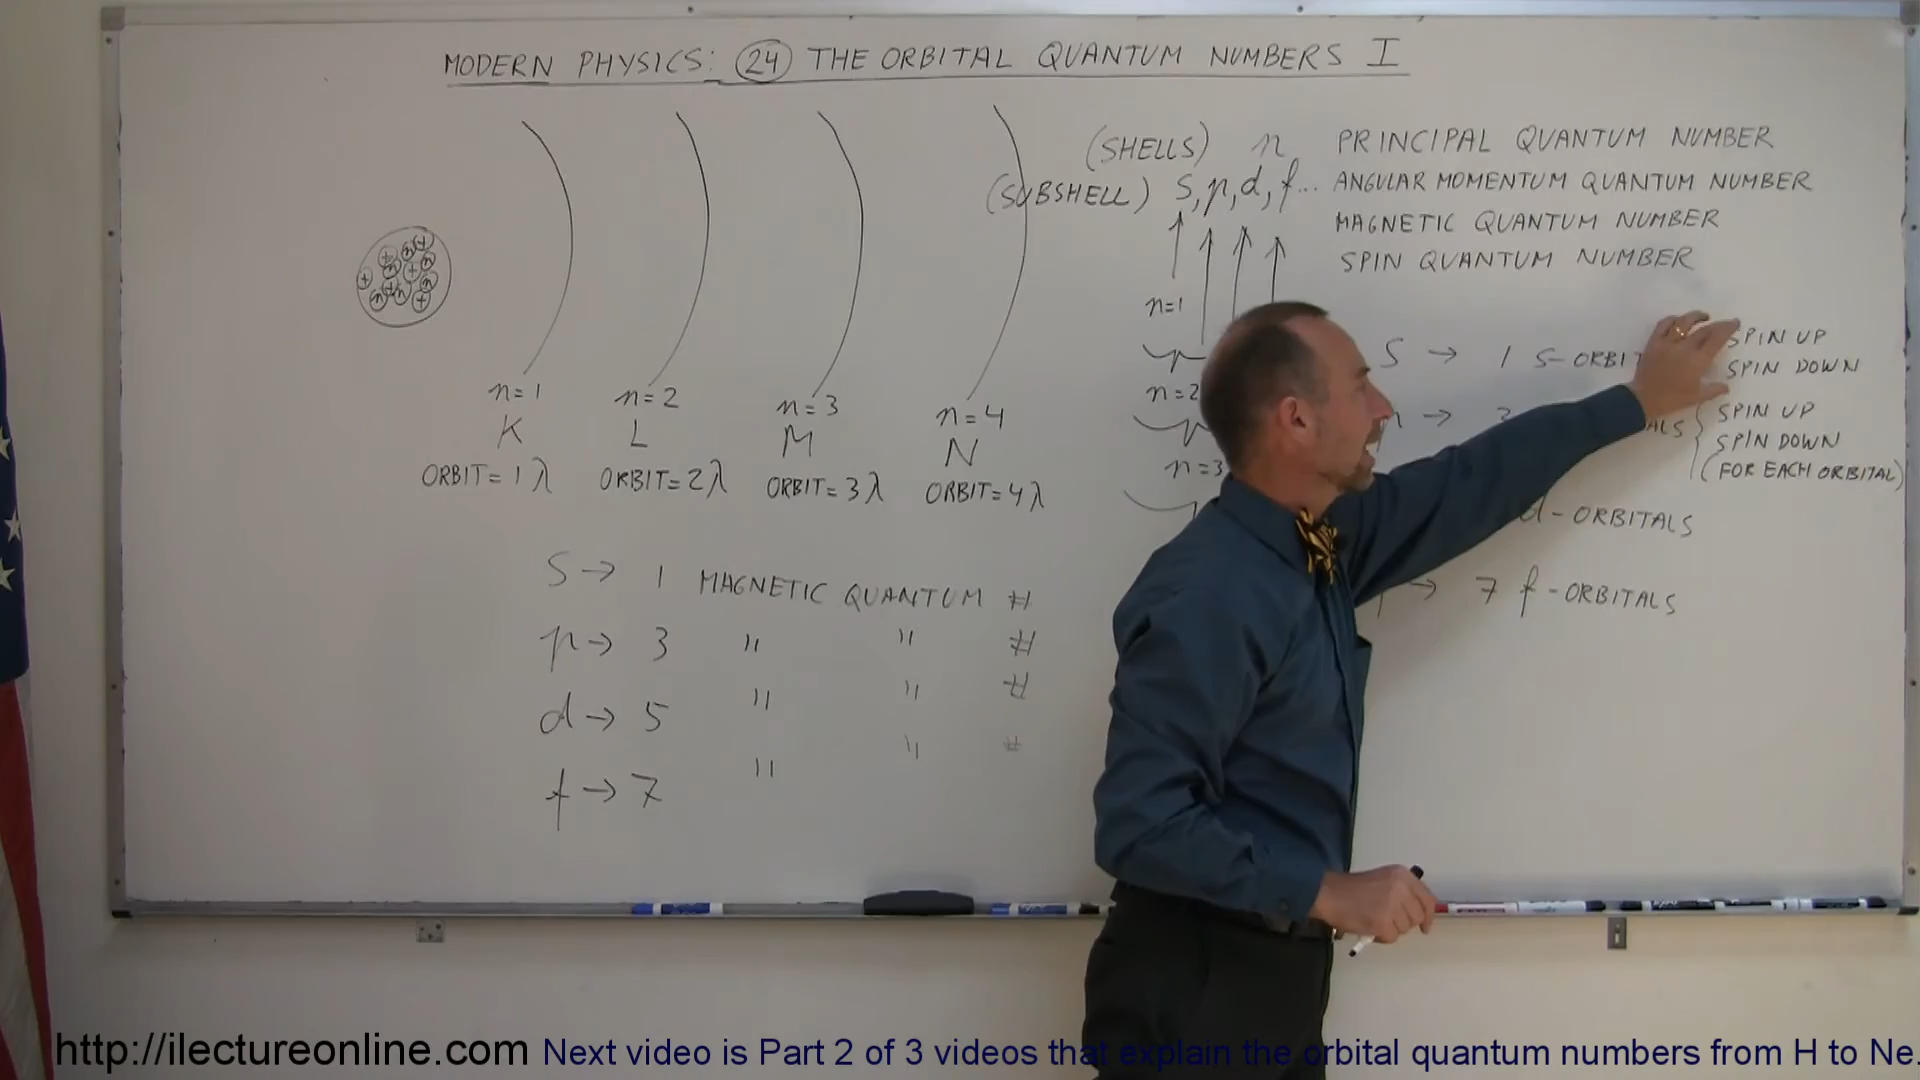 MODERN PHYSICS: 24 THE ORBITAL QUANTUM NUMBERS I
(SHELLS) n PRINCIPAL QUANTUM NUMBER
(SUBSHELL) s, p, d, f... ANGULAR MOMENTUM QUANTUM NUMBER
MAGNETIC QUANTUM NUMBER
SPIN QUANTUM NUMBER
n=1
n=2
n=3
S → 1 S-ORBIT
SPIN UP
SPIN DOWN
SPIN UP
SPIN DOWN
(FOR EACH ORBITAL)
d-ORBITALS
→ 7 f-ORBITALS
n=1 n=2 n=3 n=4
K L M N
ORBIT=1λ ORBIT=2λ ORBIT=3λ ORBIT=4λ
S → 1 MAGNETIC QUANTUM #
p → 3 " " #
d → 5 " " #
f → 7 " " #
http://ilectureonline.com Next video is Part 2 of 3 videos that explain the orbital quantum numbers from H to Ne.